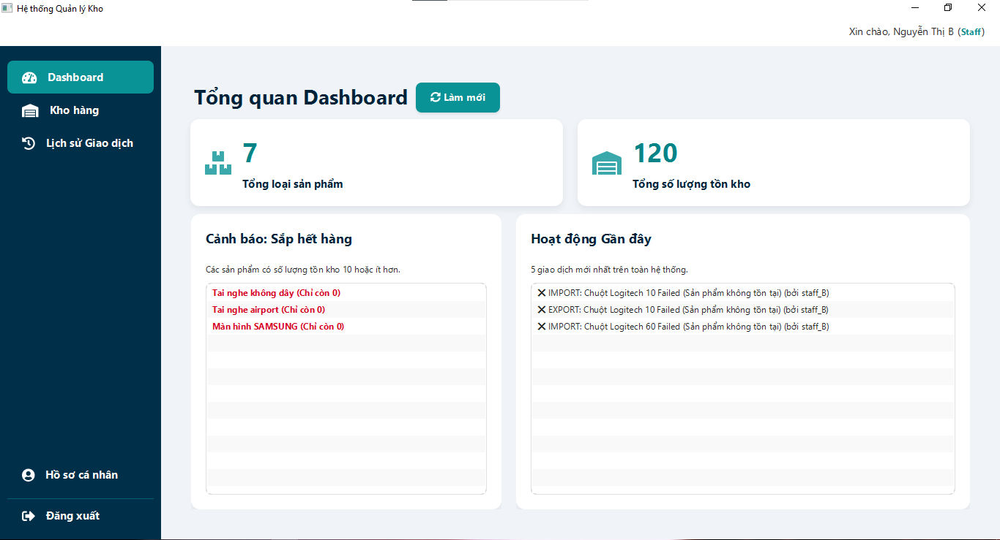 Hệ thống Quản lý Kho
Xin chào, Nguyễn Thị B (Staff)
Dashboard
Kho hàng
Lịch sử Giao dịch
Hồ sơ cá nhân
Đăng xuất
Tổng quan Dashboard
Làm mới
7
Tổng loại sản phẩm
120
Tổng số lượng tồn kho
Cảnh báo: Sắp hết hàng
Các sản phẩm có số lượng tồn kho 10 hoặc ít hơn.
Tai nghe không dây (Chỉ còn 0)
Tai nghe airport (Chỉ còn 0)
Màn hình SAMSUNG (Chỉ còn 0)
Hoạt động Gần đây
5 giao dịch mới nhất trên toàn hệ thống.
❌ IMPORT: Chuột Logitech 10 Failed (Sản phẩm không tồn tại) (bởi staff_B)
❌ EXPORT: Chuột Logitech 10 Failed (Sản phẩm không tồn tại) (bởi staff_B)
❌ IMPORT: Chuột Logitech 60 Failed (Sản phẩm không tồn tại) (bởi staff_B)